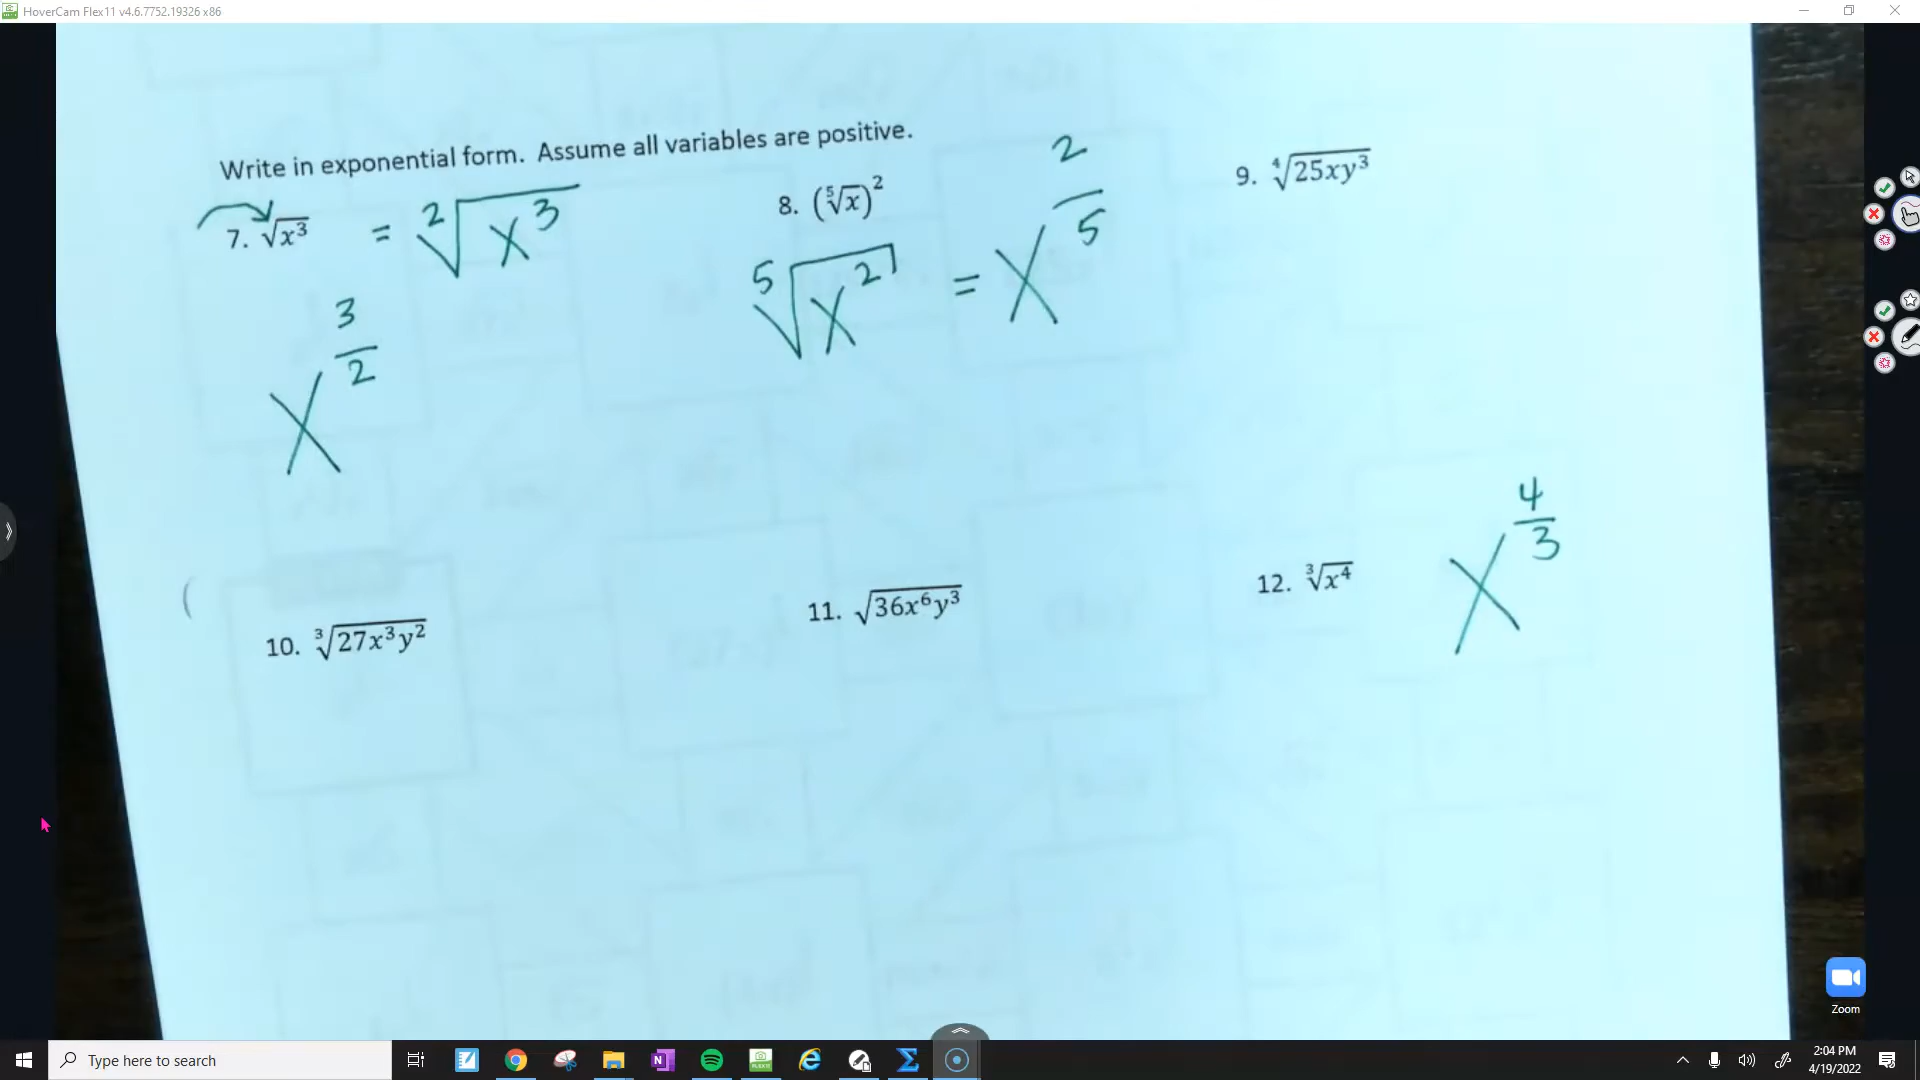 HoverCam Flex11 v4.6.7752.19326 x86
Write in exponential form. Assume all variables are positive.
7. √x³ = ²√x³
x^(3/2)
8. (⁵√x)²
⁵√x² = x^(2/5)
9. ⁴√25xy³
(
10. ³√27x³y²
11. √36x⁶y³
12. ³√x⁴ x^(4/3)
Zoom
Type here to search
2:04 PM
4/19/2022